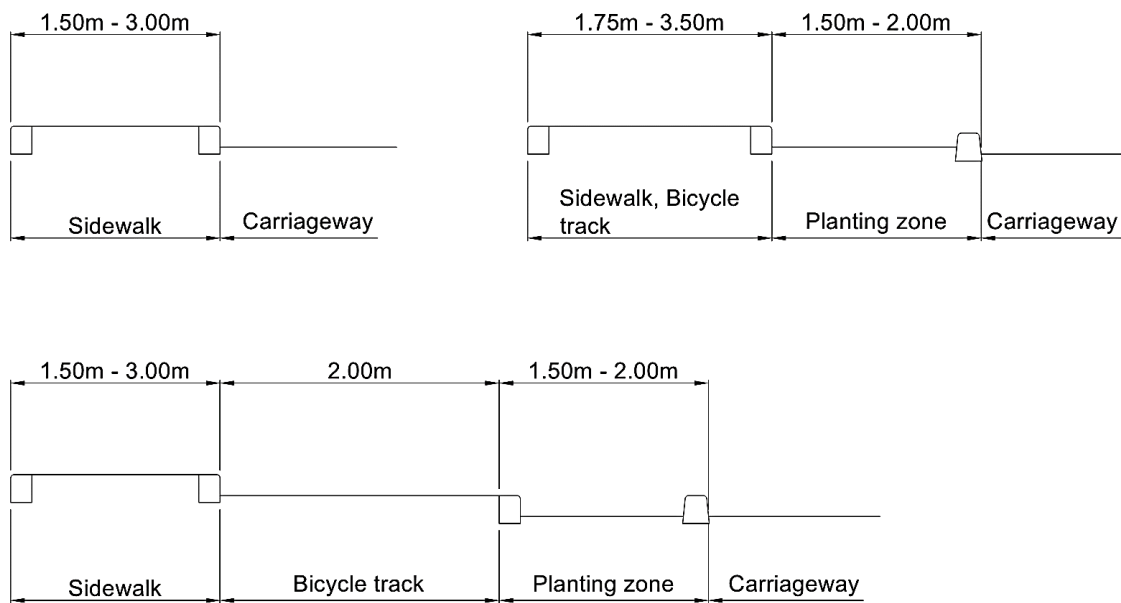 1.50m - 3.00m
Sidewalk
Carriageway
1.75m - 3.50m
1.50m - 2.00m
Sidewalk, Bicycle
track
Planting zone
Carriageway
1.50m - 3.00m
2.00m
1.50m - 2.00m
Sidewalk
Bicycle track
Planting zone
Carriageway